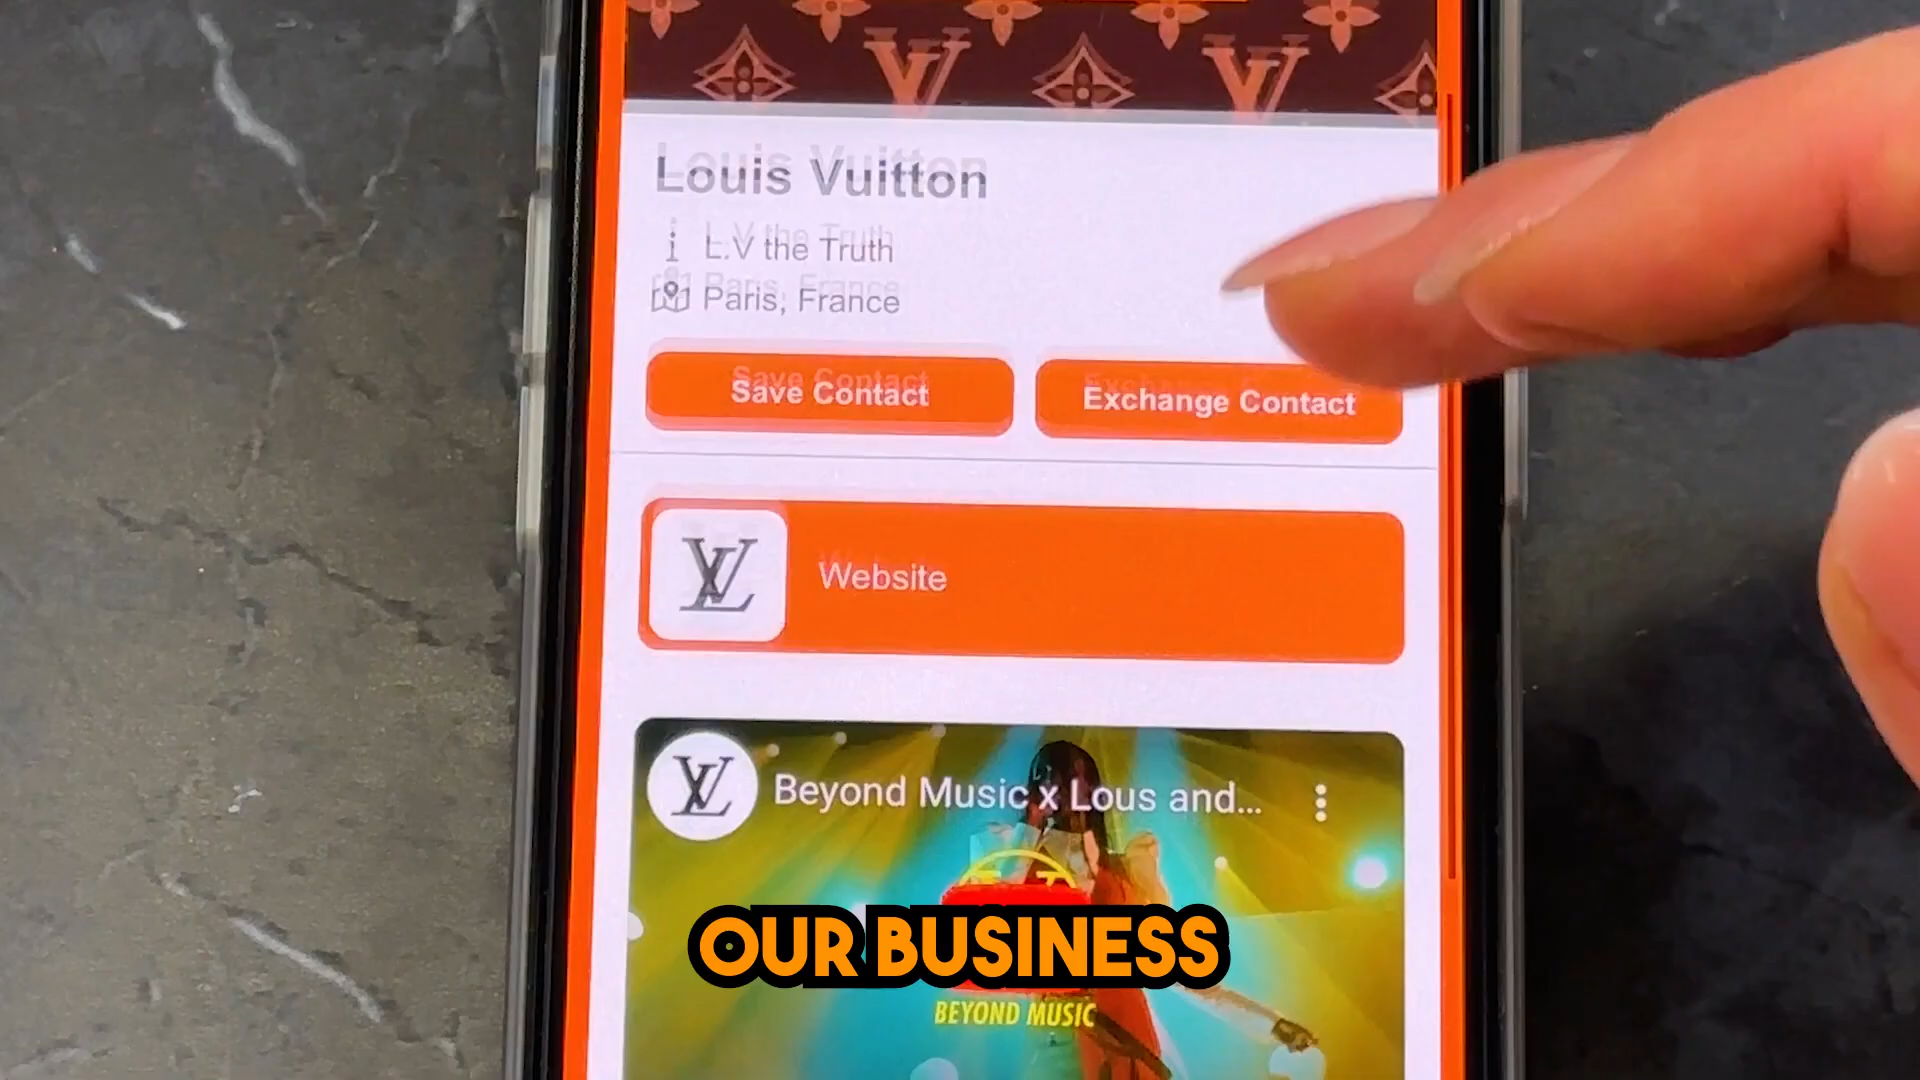 Louis Vuitton
L.V the Truth
Paris, France
Save Contact
Exchange Contact
LV
Website
LV
Beyond Music x Lous and...
OUR BUSINESS
BEYOND MUSIC